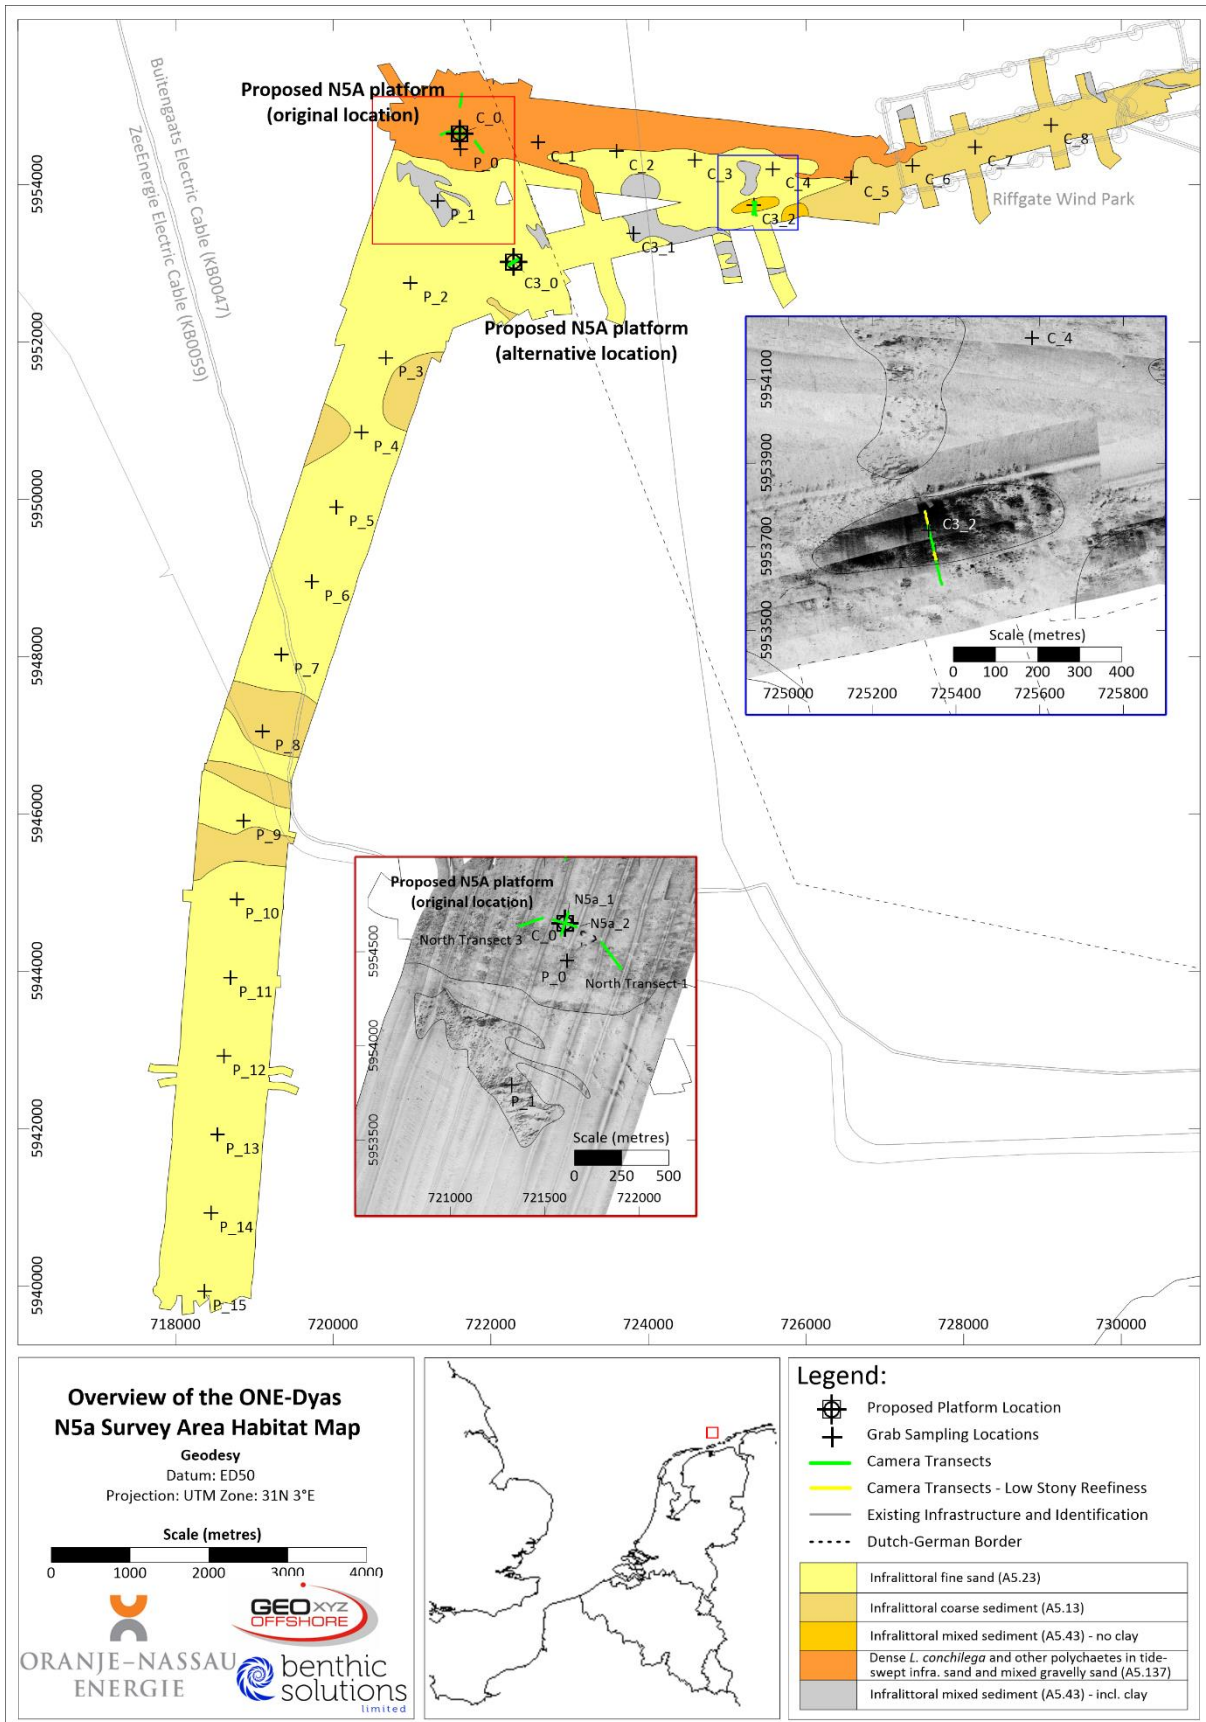 Proposed N5A platform
(original location)
Buitengaats Electric Cable (KB0047)
ZeeEnergie Electric Cable (KB0059)
C_0
P_0
C_1
C_2
C_3
C_4
C_5
C_6
C_7
C_8
Riffgate Wind Park
P_1
C3_2
C3_1
C3_0
P_2
Proposed N5A platform
(alternative location)
P_3
P_4
P_5
P_6
P_7
P_8
P_9
P_10
P_11
P_12
P_13
P_14
P_15
5954000
5952000
5950000
5948000
5946000
5944000
5942000
5940000
718000
720000
722000
724000
726000
728000
730000
C_4
C3_2
5954100
5953900
5953700
5953500
Scale (metres)
0 100 200 300 400
725000 725200 725400 725600 725800
Proposed N5A platform
(original location)
N5a_1
N5a_2
C_0
North Transect 3
P_0
North Transect 1
P_1
5954500
5954000
5953500
Scale (metres)
0 250 500
721000 721500 722000
Overview of the ONE-Dyas
N5a Survey Area Habitat Map
Geodesy
Datum: ED50
Projection: UTM Zone: 31N 3°E
Scale (metres)
0 1000 2000 3000 4000
ORANJE-NASSAU
ENERGIE
GEO XYZ
OFFSHORE
benthic
solutions
limited
Legend:
Proposed Platform Location
Grab Sampling Locations
Camera Transects
Camera Transects - Low Stony Reefiness
Existing Infrastructure and Identification
Dutch-German Border
Infralittoral fine sand (A5.23)
Infralittoral coarse sediment (A5.13)
Infralittoral mixed sediment (A5.43) - no clay
Dense L. conchilega and other polychaetes in tide-
swept infra. sand and mixed gravelly sand (A5.137)
Infralittoral mixed sediment (A5.43) - incl. clay